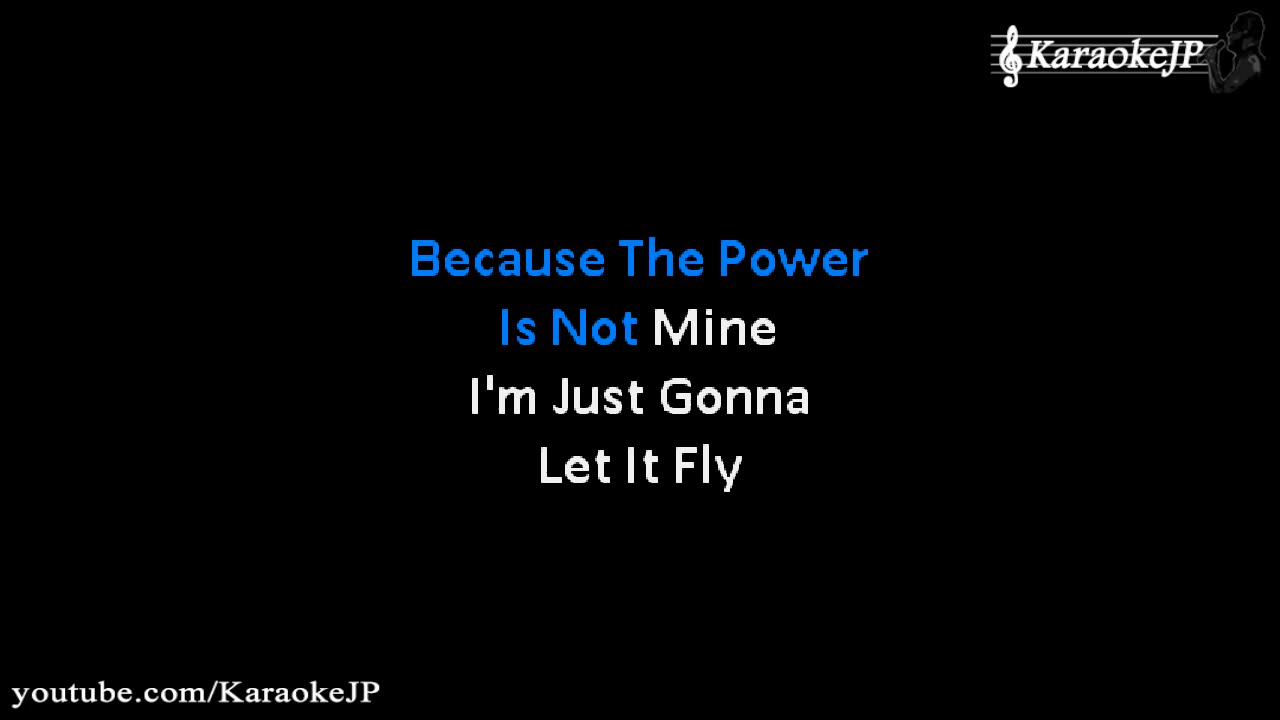 KaraokeJP
Because The Power
Is Not Mine
I'm Just Gonna
Let It Fly
youtube.com/KaraokeJP